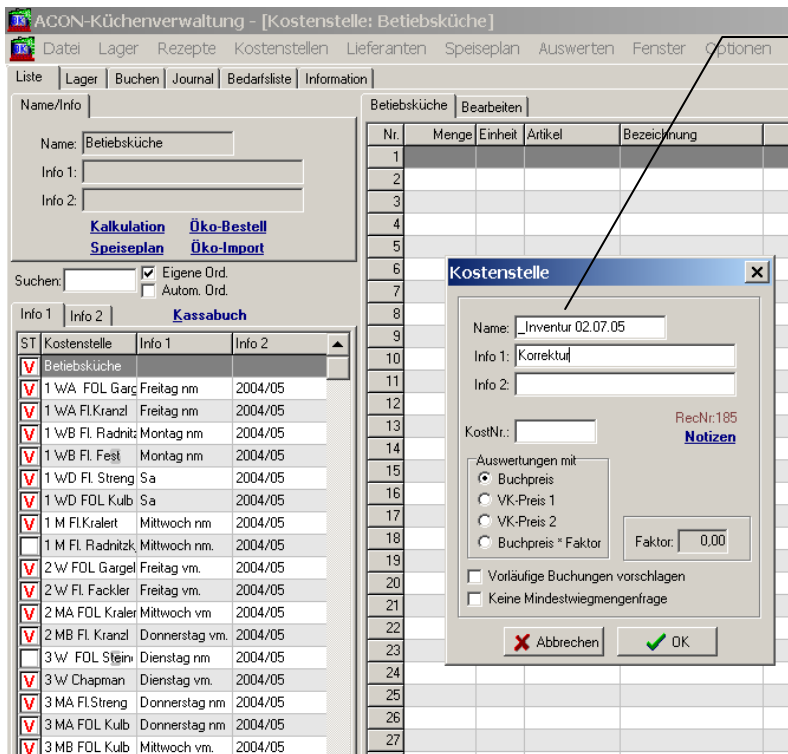 ACON-Küchenverwaltung - [Kostenstelle: Betiebsküche]
Datei Lager Rezepte Kostenstellen Lieferanten Speiseplan Auswerten Fenster Optionen
Liste Lager Buchen Journal Bedarfsliste Information
Name/Info
Name: Betiebsküche
Info 1:
Info 2:
Kalkulation Öko-Bestell
Speiseplan Öko-Import
Suchen: Eigene Ord.
Autom. Ord.
Info 1 Info 2 Kassabuch
ST Kostenstelle Info 1 Info 2
V Betiebsküche
V 1 WA FOL Garg Freitag nm 2004/05
V 1 WA Fl.Kranzl Freitag nm 2004/05
V 1 WB Fl. Radnitz Montag nm 2004/05
V 1 WB Fl. Fest Montag nm 2004/05
V 1 WD Fl. Streng Sa 2004/05
V 1 WD FOL Kulb Sa 2004/05
V 1 M Fl.Kralert Mittwoch nm 2004/05
1 M Fl. Radnitzk Mittwoch nm. 2004/05
V 2 W FOL Gargel Freitag vm. 2004/05
V 2 W Fl. Fackler Freitag vm. 2004/05
V 2 MA FOL Kraler Mittwoch vm 2004/05
V 2 MB Fl. Kranzl Donnerstag vm. 2004/05
3 W FOL Stein Dienstag nm 2004/05
V 3 W Chapman Dienstag vm. 2004/05
V 3 MA Fl.Streng Donnerstag nm 2004/05
V 3 MA FOL Kulb Donnerstag nm 2004/05
V 3 MB FOL Kulb Mittwoch vm. 2004/05
Betiebsküche Bearbeiten
Nr. Menge Einheit Artikel Bezeichnung
1
2
3
4
5
6
7
8
9
10
11
12
13
14
15
16
17
18
19
20
21
22
23
24
25
26
27
Kostenstelle
Name: _Inventur 02.07.05
Info 1: Korrektur
Info 2:
RecNr:185
KostNr.: Notizen
Auswertungen mit
Buchpreis
VK-Preis 1
VK-Preis 2
Buchpreis * Faktor Faktor: 0,00
Vorläufige Buchungen vorschlagen
Keine Mindestwiegmengenfrage
Abbrechen OK